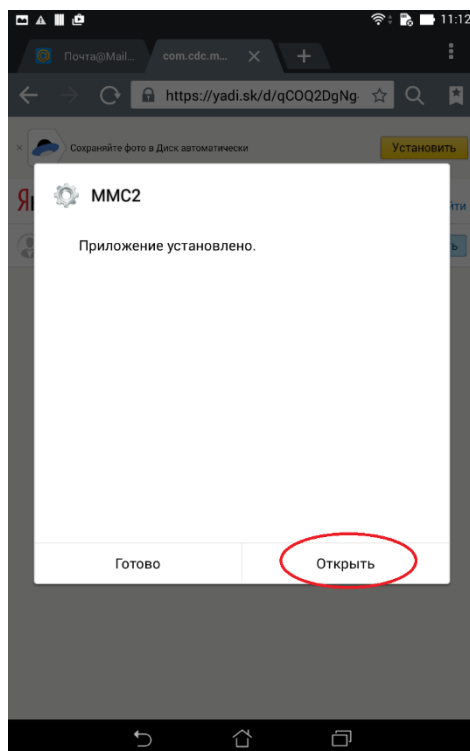 11:12
Почта@Mail...
com.cdc.m...
https://yadi.sk/d/qCOQ2DgNg-
Сохраняйте фото в Диск автоматически
Установить
MMC2
Приложение установлено.
Готово
Открыть